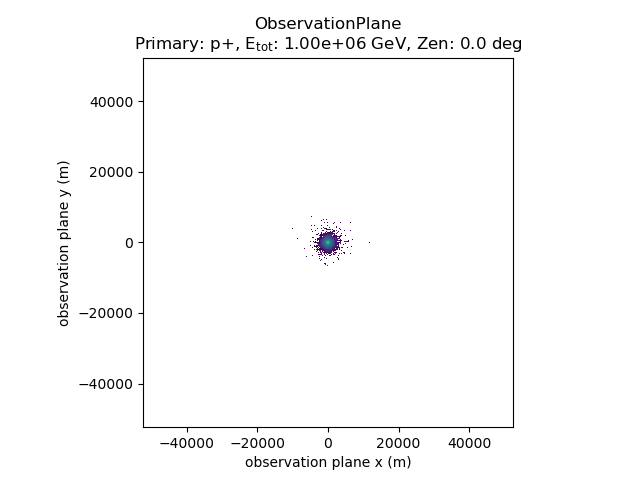 ObservationPlane
Primary: p+, E_tot: 1.00e+06 GeV, Zen: 0.0 deg
40000
20000
0
−20000
−40000
observation plane y (m)
−40000 −20000 0 20000 40000
observation plane x (m)